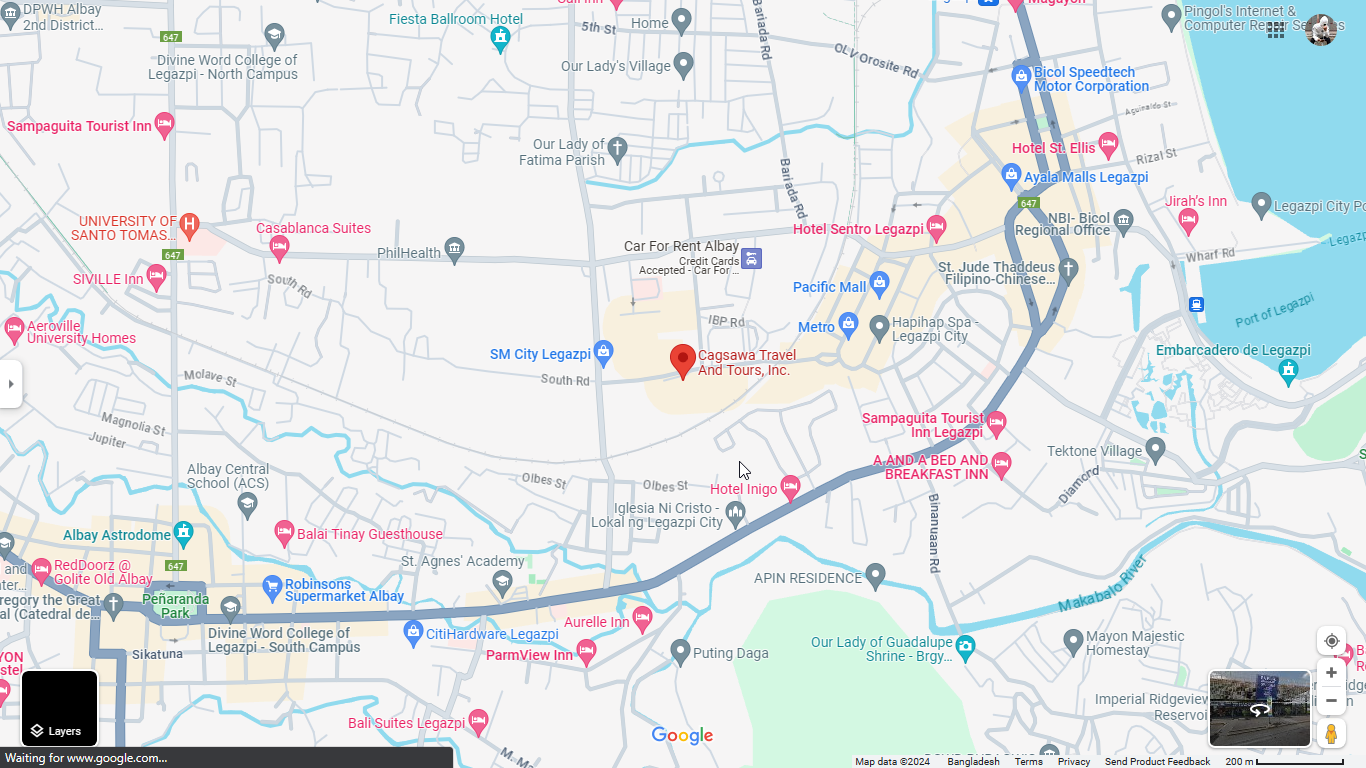 DPWH Albay
2nd District...
647
Fiesta Ballroom Hotel
5th St
Home
Bariada Rd
Magayon
Pingol's Internet &
Computer Repair
Divine Word College of
Legazpi - North Campus
Our Lady's Village
OLV Orosite Rd
Bicol Speedtech
Motor Corporation
Aguinaldo St
Sampaguita Tourist Inn
Our Lady of
Fatima Parish
Hotel St. Ellis
Rizal St
Ayala Malls Legazpi
Bariada Rd
647
Jirah's Inn
Legazpi City
UNIVERSITY OF
SANTO TOMAS...
Casablanca Suites
Hotel Sentro Legazpi
NBI- Bicol
Regional Office
647
PhilHealth
Car For Rent Albay
Credit Cards
Accepted - Car For ...
Wharf Rd
SIVILLE Inn
South Rd
St. Jude Thaddeus
Filipino-Chinese...
Pacific Mall
Port of Legazpi
Aeroville
University Homes
IBP Rd
Metro
Hapihap Spa -
Legazpi City
SM City Legazpi
Cagsawa Travel
And Tours, Inc.
Embarcadero de Legazpi
Molave St
South Rd
Magnolia St
Jupiter
Sampaguita Tourist
Inn Legazpi
Tektone Village
Albay Central
School (ACS)
A AND A BED AND
BREAKFAST INN
Diamond
Olbes St
Olbes St
Hotel Inigo
Iglesia Ni Cristo -
Lokal ng Legazpi City
Binanuaan Rd
Albay Astrodome
Balai Tinay Guesthouse
647
RedDoorz @
Golite Old Albay
St. Agnes' Academy
APIN RESIDENCE
Makabalo River
Robinsons
Supermarket Albay
Peñaranda
Park
regory the Great
al (Catedral de...
Aurelle Inn
Divine Word College of
Legazpi - South Campus
CitiHardware Legazpi
Our Lady of Guadalupe
Shrine - Brgy...
Mayon Majestic
Homestay
Sikatuna
ParmView Inn
Puting Daga
Imperial Ridgeview
Bali Suites Legazpi
Layers
Google
Waiting for www.google.com...
Map data ©2024
Bangladesh
Terms
Privacy
Send Product Feedback
200 m